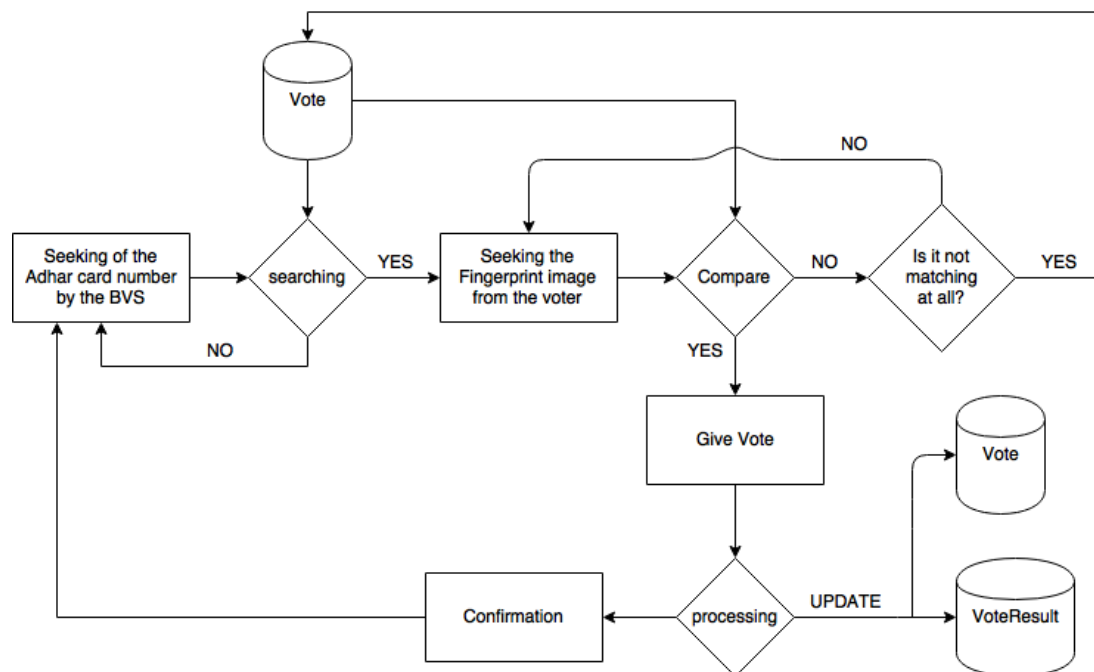 Vote
NO
Seeking of the
Adhar card number
by the BVS
searching
YES
Seeking the
Fingerprint image
from the voter
Compare
NO
Is it not
matching
at all?
YES
NO
YES
Give Vote
Vote
Confirmation
processing
UPDATE
VoteResult